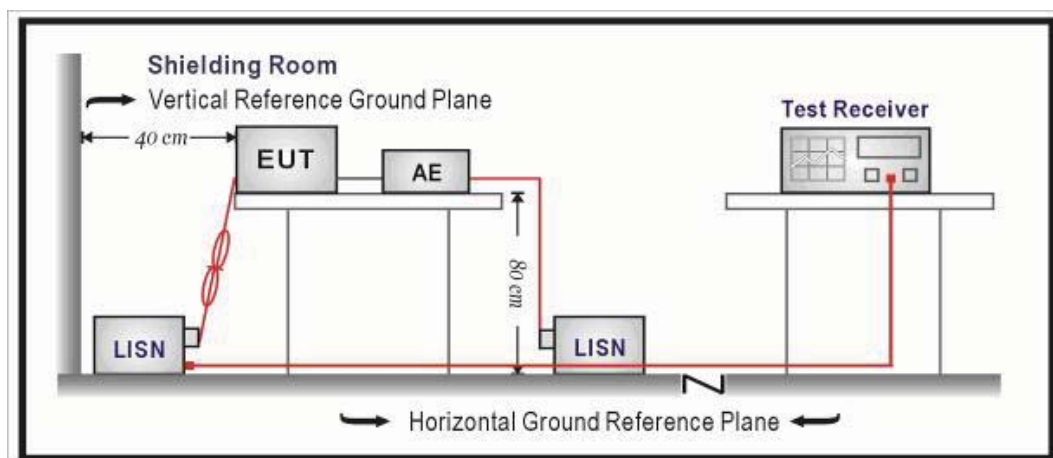 Shielding Room
Vertical Reference Ground Plane
40 cm
EUT
AE
Test Receiver
80 cm
LISN
LISN
Horizontal Ground Reference Plane